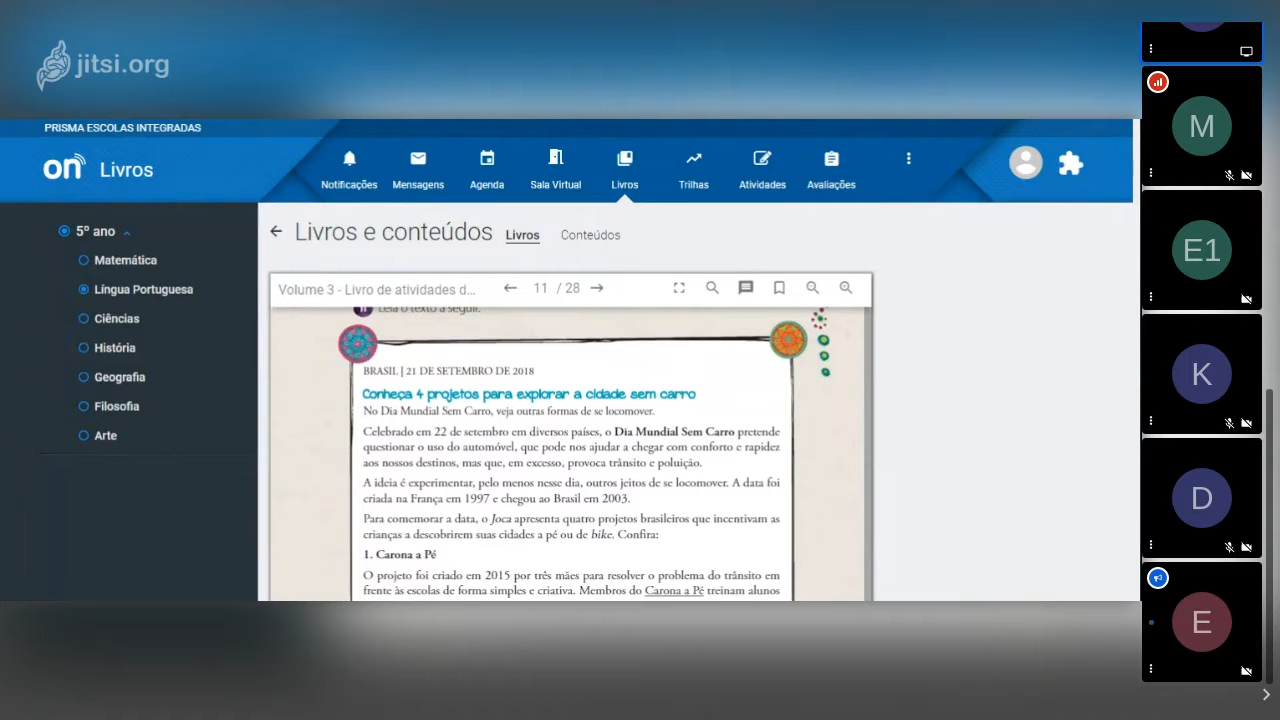 jitsi.org
PRISMA ESCOLAS INTEGRADAS
on Livros
Notificações Mensagens Agenda Sala Virtual Livros Trilhas Atividades Avaliações
5º ano
Matemática
Língua Portuguesa
Ciências
História
Geografia
Filosofia
Arte
Livros e conteúdos Livros Conteúdos
Volume 3 - Livro de atividades d... 11 / 28
Leia o texto a seguir.
BRASIL | 21 DE SETEMBRO DE 2018
Conheça 4 projetos para explorar a cidade sem carro
No Dia Mundial Sem Carro, veja outras formas de se locomover.
Celebrado em 22 de setembro em diversos países, o Dia Mundial Sem Carro pretende
questionar o uso do automóvel, que pode nos ajudar a chegar com conforto e rapidez
aos nossos destinos, mas que, em excesso, provoca trânsito e poluição.
A ideia é experimentar, pelo menos nesse dia, outros jeitos de se locomover. A data foi
criada na França em 1997 e chegou ao Brasil em 2003.
Para comemorar a data, o Joca apresenta quatro projetos brasileiros que incentivam as
crianças a descobrirem suas cidades a pé ou de bike. Confira:
1. Carona a Pé
O projeto foi criado em 2015 por três mães para resolver o problema do trânsito em
frente às escolas de forma simples e criativa. Membros do Carona a Pé treinam alunos
M
E1
K
D
E